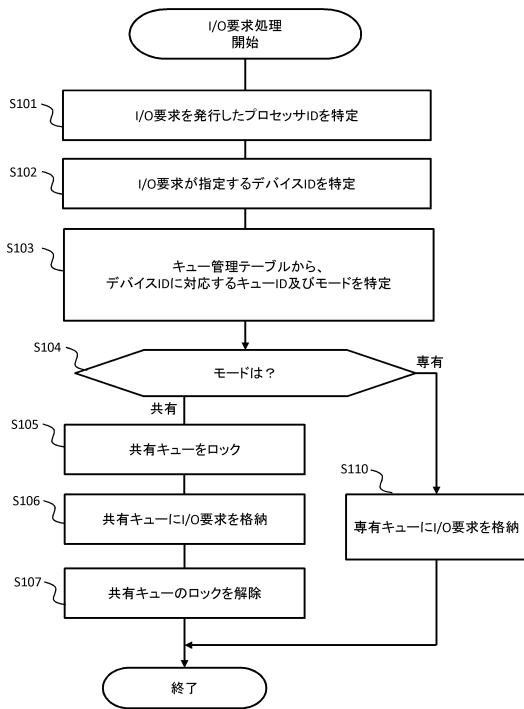 I/O要求処理
開始
S101
I/O要求を発行したプロセッサIDを特定
S102
I/O要求が指定するデバイスIDを特定
S103
キュー管理テーブルから、
デバイスIDに対応するキューID及びモードを特定
S104
モードは？
専有
共有
S105
共有キューをロック
S106
共有キューにI/O要求を格納
S110
専有キューにI/O要求を格納
S107
共有キューのロックを解除
終了